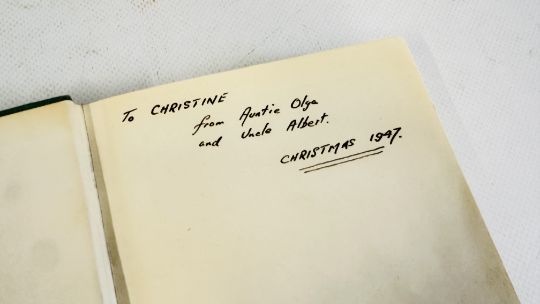 To CHRISTINE
from Auntie Olga
and Uncle Albert.
CHRISTMAS 1947.